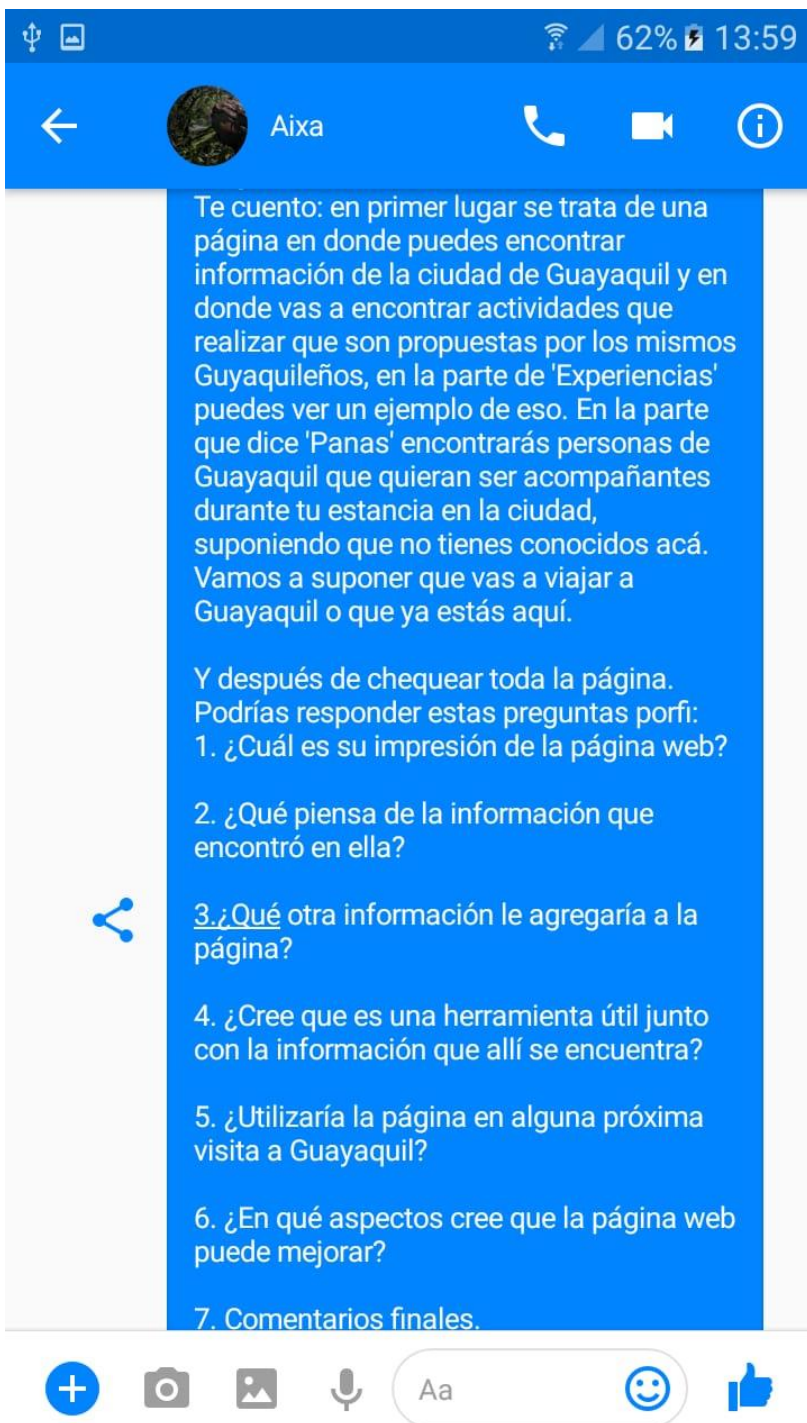 62% 13:59
Aixa
Te cuento: en primer lugar se trata de una
página en donde puedes encontrar
información de la ciudad de Guayaquil y en
donde vas a encontrar actividades que
realizar que son propuestas por los mismos
Guyaquileños, en la parte de 'Experiencias'
puedes ver un ejemplo de eso. En la parte
que dice 'Panas' encontrarás personas de
Guayaquil que quieran ser acompañantes
durante tu estancia en la ciudad,
suponiendo que no tienes conocidos acá.
Vamos a suponer que vas a viajar a
Guayaquil o que ya estás aquí.
Y después de chequear toda la página.
Podrías responder estas preguntas porfi:
1. ¿Cuál es su impresión de la página web?
2. ¿Qué piensa de la información que
encontró en ella?
3.¿Qué otra información le agregaría a la
página?
4. ¿Cree que es una herramienta útil junto
con la información que allí se encuentra?
5. ¿Utilizaría la página en alguna próxima
visita a Guayaquil?
6. ¿En qué aspectos cree que la página web
puede mejorar?
7. Comentarios finales.
Aa